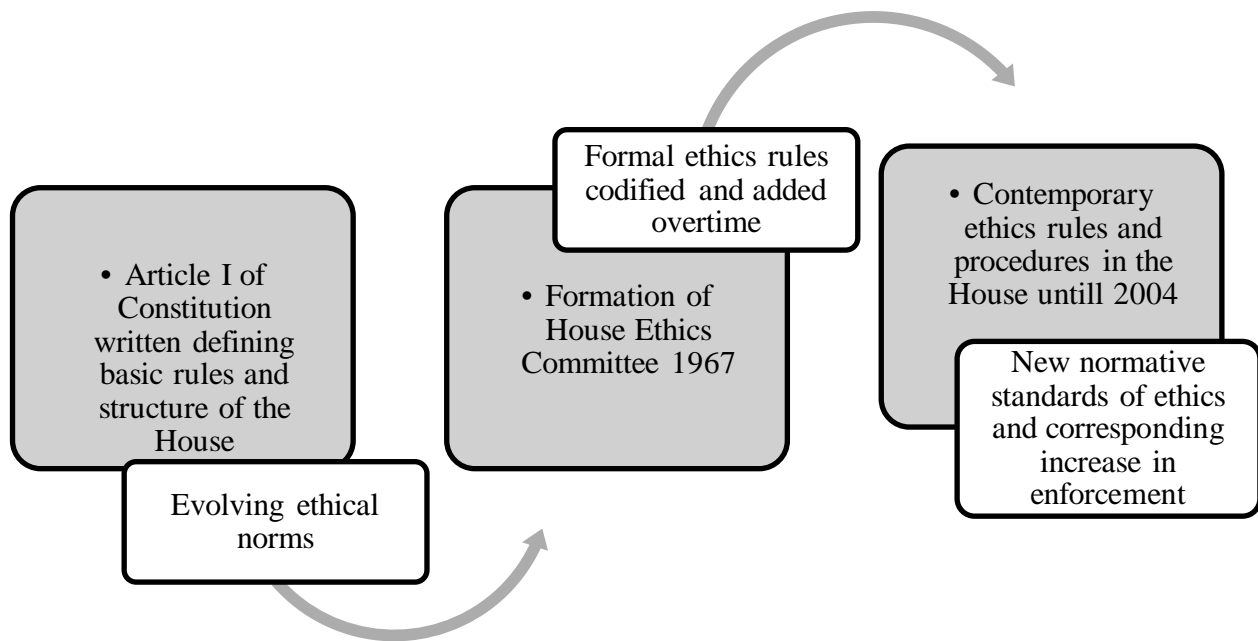 • Article I of
Constitution
written defining
basic rules and
structure of the
House
Evolving ethical
norms
Formal ethics rules
codified and added
overtime
• Formation of
House Ethics
Committee 1967
• Contemporary
ethics rules and
procedures in the
House untill 2004
New normative
standards of ethics
and corresponding
increase in
enforcement